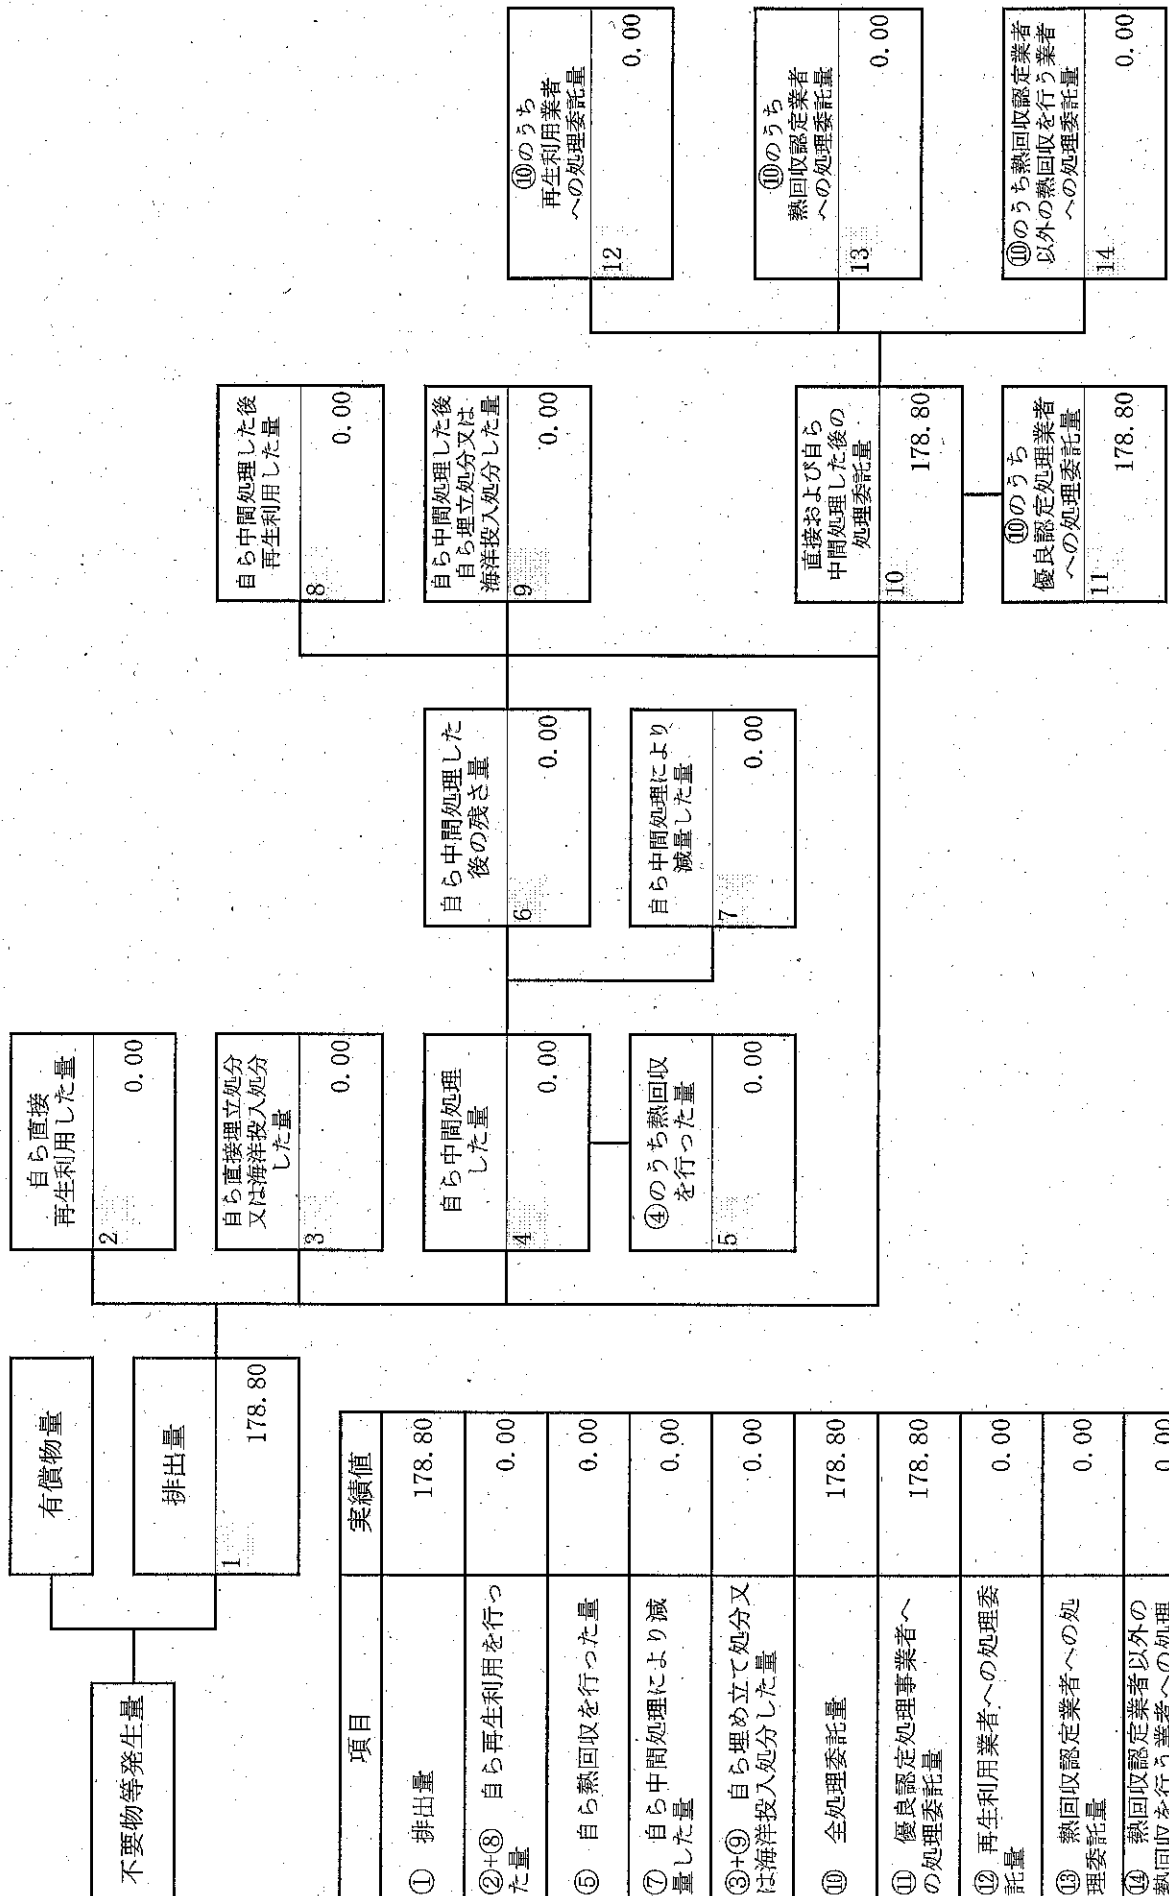 不要物等発生量
有償物量
排出量
1
178.80
自ら直接
再生利用した量
2
0.00
自ら直接埋立処分
又は海洋投入処分
した量
3
0.00
自ら中間処理
した量
4
0.00
④のうち熱回収
を行った量
5
0.00
自ら中間処理した
後の残さ量
6
0.00
自ら中間処理により
減量した量
7
0.00
自ら中間処理した後
再生利用した量
8
0.00
自ら中間処理した後
自ら埋立処分又は
海洋投入処分した量
9
0.00
直接および自ら
中間処理した後の
処理委託量
10
178.80
⑩のうち
優良認定処理業者
への処理委託量
11
178.80
⑩のうち
再生利用業者
への処理委託量
12
0.00
⑩のうち
熱回収認定業者
への処理委託量
13
0.00
⑩のうち熱回収認定業者
以外の熱回収を行う業者
への処理委託量
14
0.00
項目 実績値
① 排出量 178.80
②+⑧ 自ら再生利用を行っ
た量 0.00
⑤ 自ら熱回収を行った量 0.00
⑦ 自ら中間処理により減
量した量 0.00
③+⑨ 自ら埋め立て処分又
は海洋投入処分した量 0.00
⑩ 全処理委託量 178.80
⑪ 優良認定処理事業者へ
の処理委託量 178.80
⑫ 再生利用業者への処理委
託量 0.00
⑬ 熱回収認定業者への処
理委託量 0.00
⑭ 熱回収認定業者以外の
熱回収を行う業者への処理 0.00